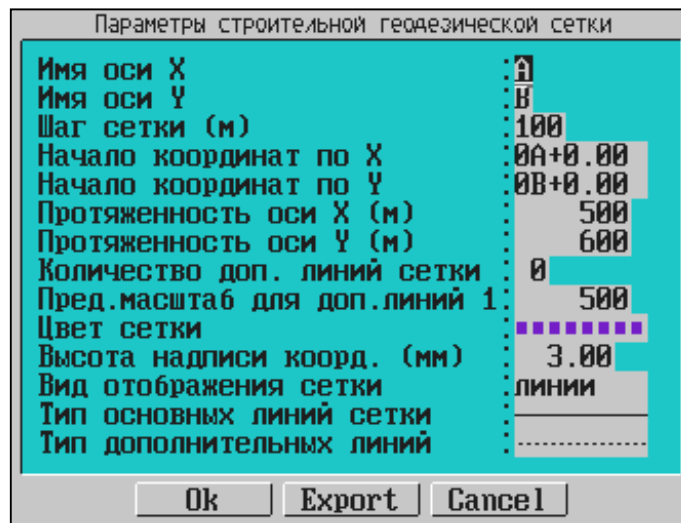 Параметры строительной геодезической сетки
Имя оси X :A
Имя оси Y :B
Шаг сетки (м) :100
Начало координат по X :0A+0.00
Начало координат по Y :0B+0.00
Протяженность оси X (м) : 500
Протяженность оси Y (м) : 600
Количество доп. линий сетки : 0
Пред.масштаб для доп.линий 1: 500
Цвет сетки :
Высота надписи коорд. (мм) : 3.00
Вид отображения сетки :линии
Тип основных линий сетки :
Тип дополнительных линий :
Ok Export Cancel